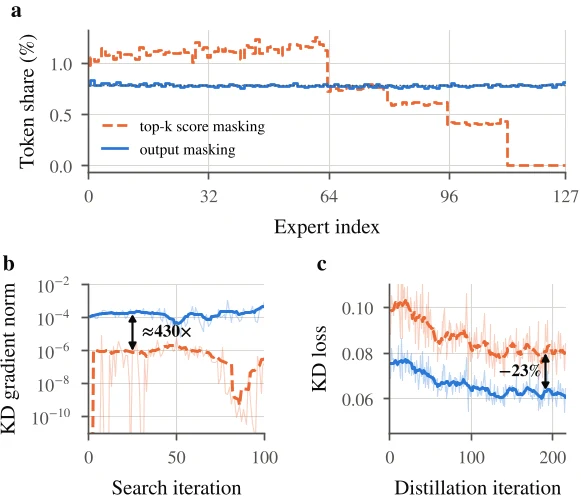 a
Token share (%)
1.0
0.5
0.0
top-k score masking
output masking
0 32 64 96 127
Expert index
b
KD gradient norm
10⁻²
10⁻⁴
10⁻⁶
10⁻⁸
10⁻¹⁰
≈430×
0 50 100
Search iteration
c
KD loss
0.10
0.08
0.06
−23%
0 100 200
Distillation iteration